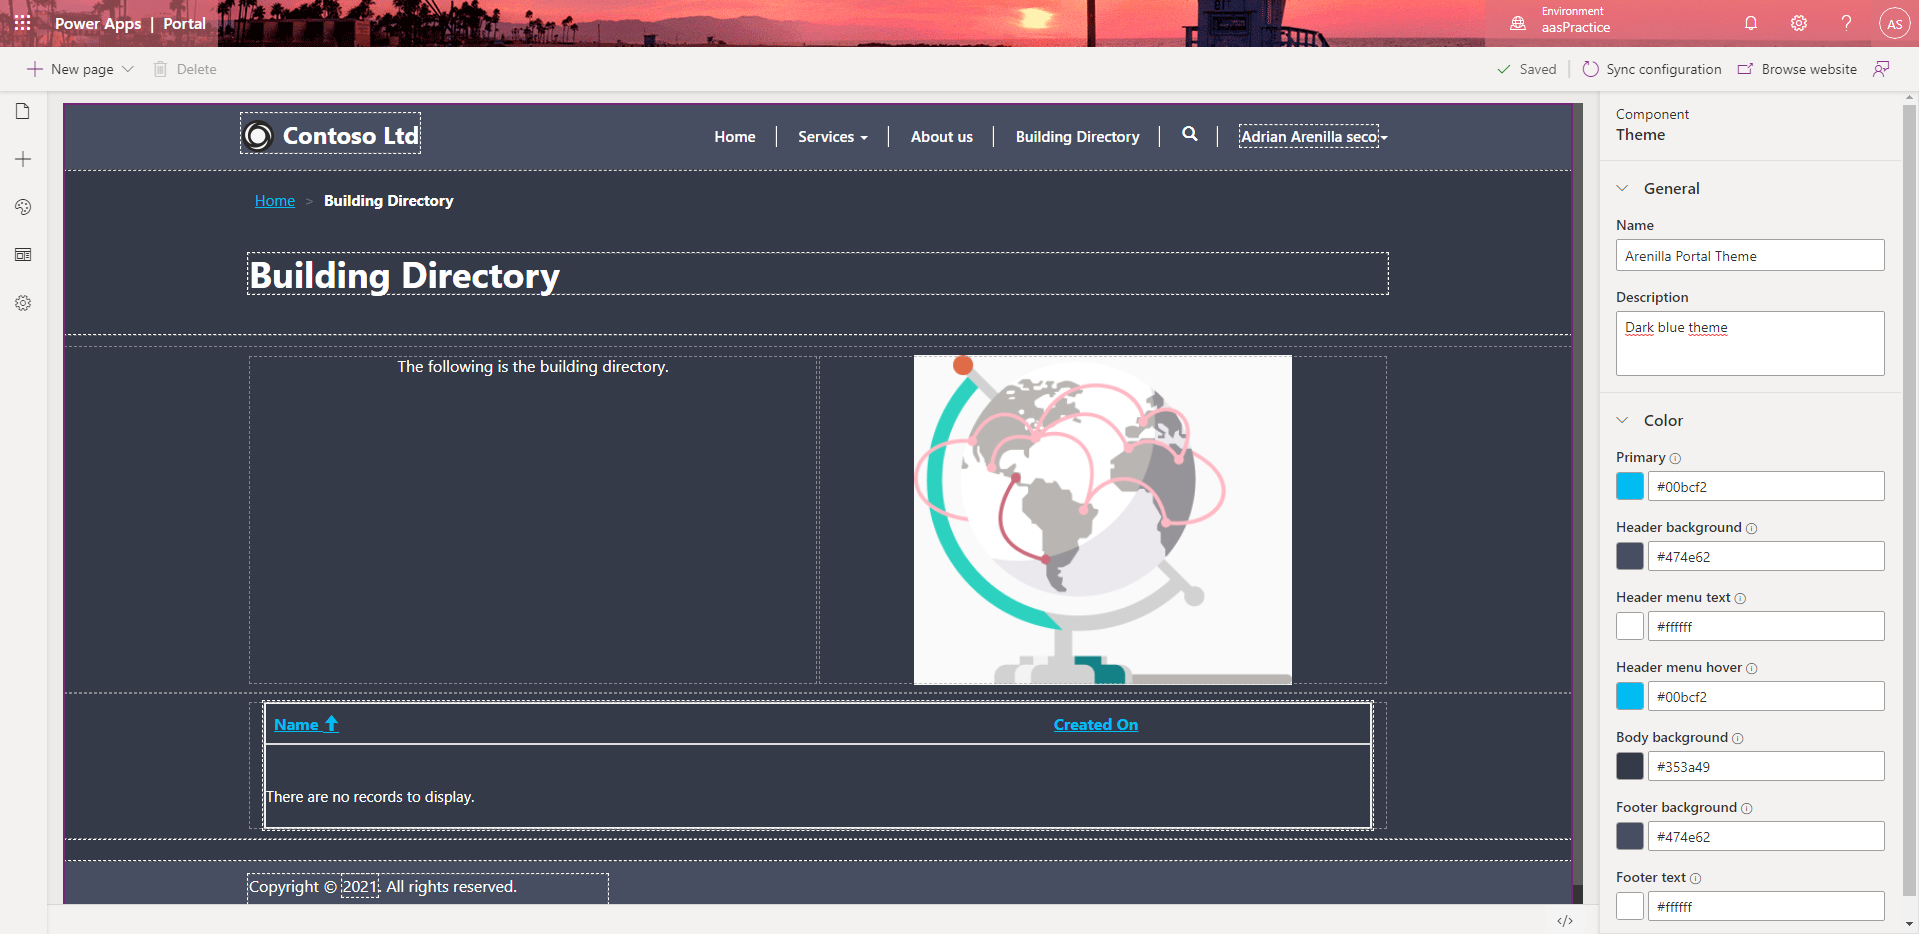 Power Apps | Portal
Environment
aasPractice
AS
New page
Delete
Saved
Sync configuration
Browse website
Contoso Ltd
Home
Services
About us
Building Directory
Adrian Arenilla seco
Home > Building Directory
Building Directory
The following is the building directory.
Name
Created On
There are no records to display.
Copyright © 2021. All rights reserved.
</>
Component
Theme
General
Name
Arenilla Portal Theme
Description
Dark blue theme
Color
Primary
#00bcf2
Header background
#474e62
Header menu text
#ffffff
Header menu hover
#00bcf2
Body background
#353a49
Footer background
#474e62
Footer text
#ffffff